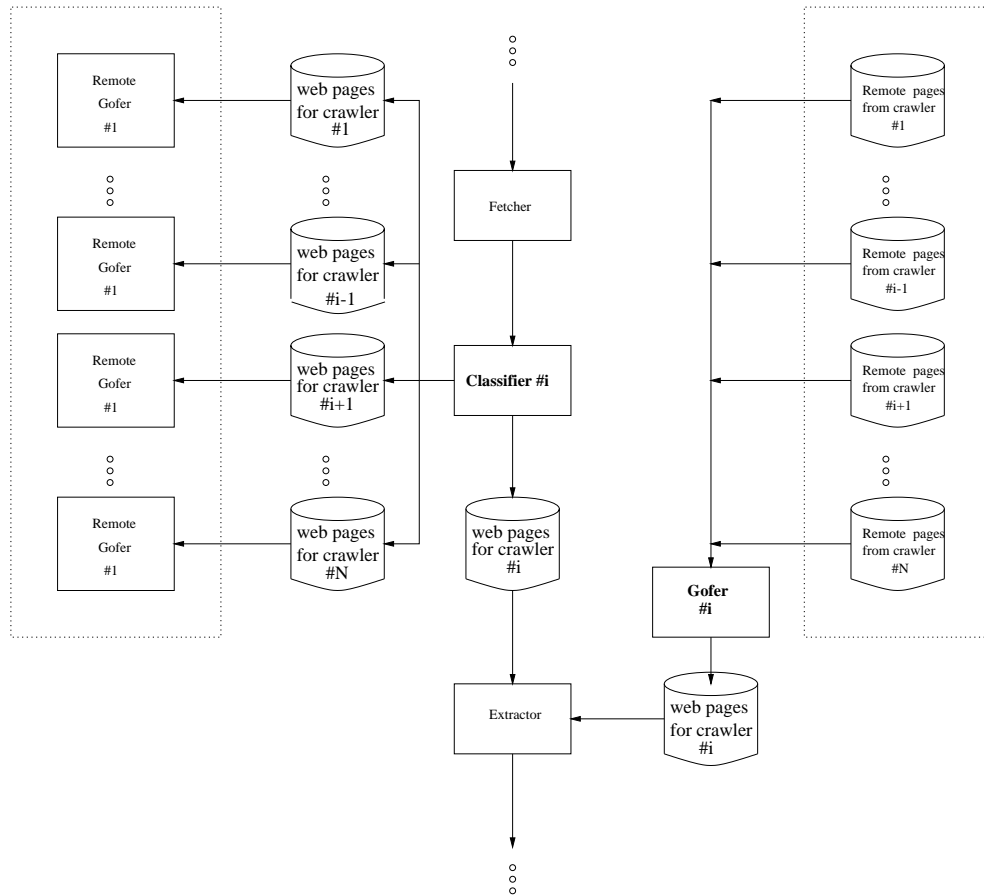 Remote
Gofer
#1
web pages
for crawler
#1
Remote pages
from crawler
#1
Fetcher
Remote
Gofer
#1
web pages
for crawler
#i-1
Remote pages
from crawler
#i-1
Remote
Gofer
#1
web pages
for crawler
#i+1
Classifier #i
Remote pages
from crawler
#i+1
Remote
Gofer
#1
web pages
for crawler
#N
web pages
for crawler
#i
Remote pages
from crawler
#N
Gofer
#i
Extractor
web pages
for crawler
#i